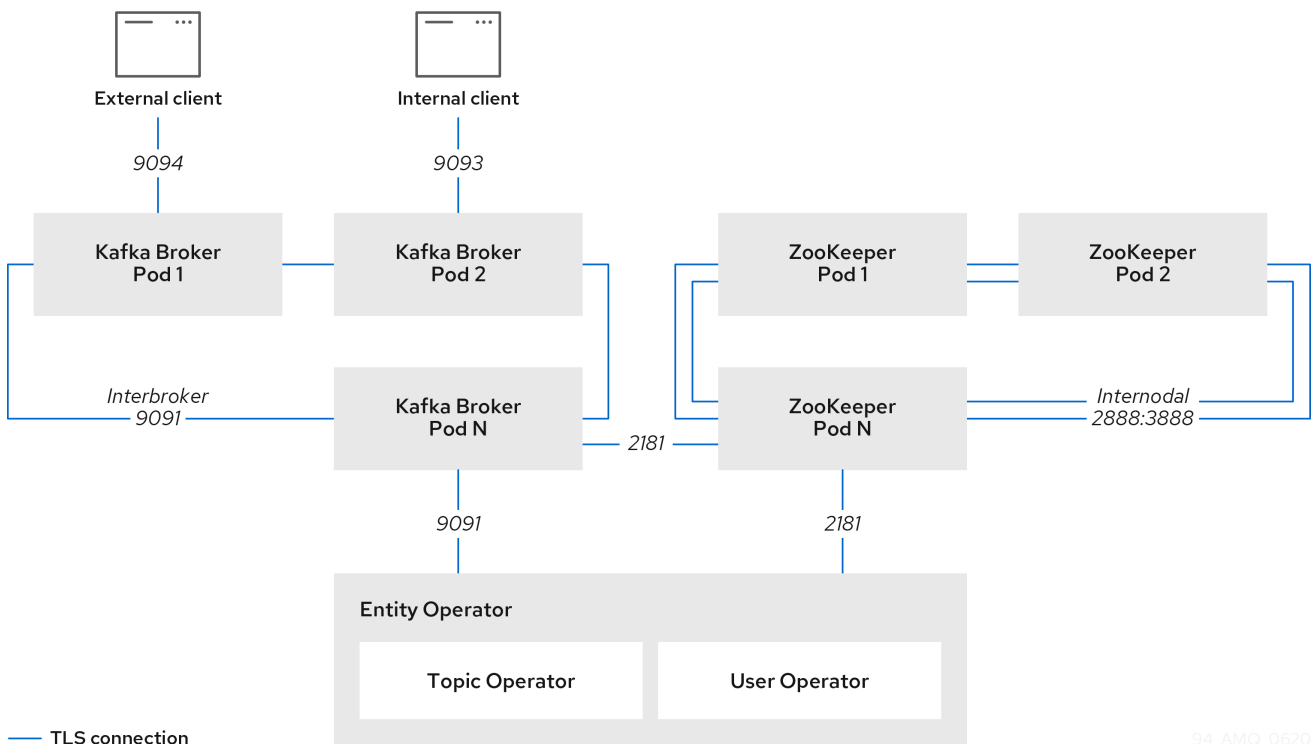 External client
Internal client
9094
9093
Kafka Broker
Pod 1
Kafka Broker
Pod 2
ZooKeeper
Pod 1
ZooKeeper
Pod 2
Interbroker
9091
Kafka Broker
Pod N
2181
ZooKeeper
Pod N
Internodal
2888:3888
9091
2181
Entity Operator
Topic Operator
User Operator
TLS connection
94_AMQ_0620